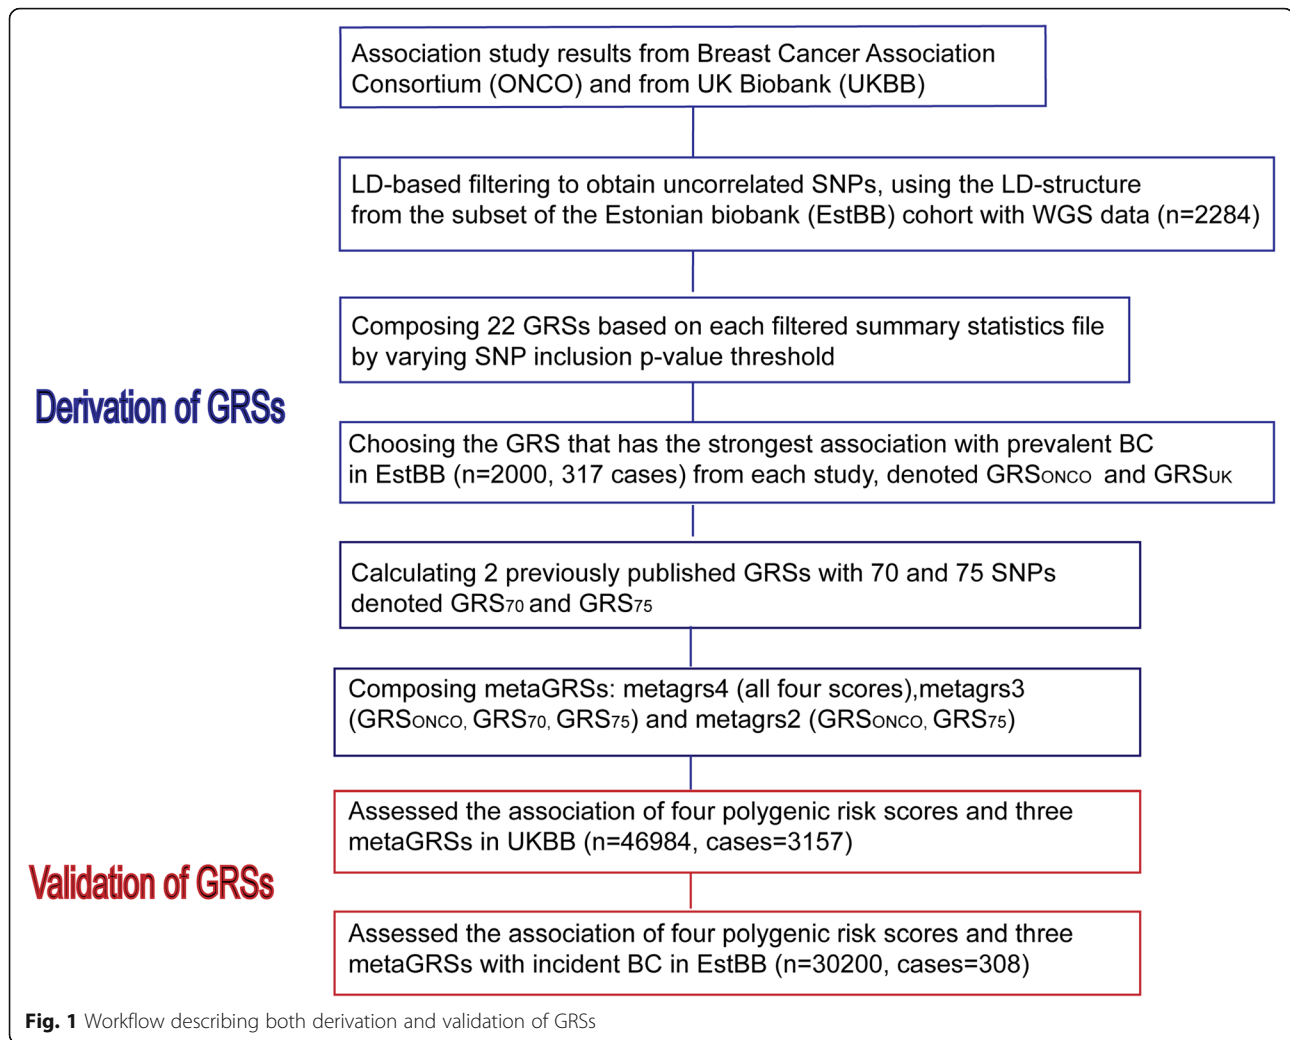 Association study results from Breast Cancer Association
Consortium (ONCO) and from UK Biobank (UKBB)
LD-based filtering to obtain uncorrelated SNPs, using the LD-structure
from the subset of the Estonian biobank (EstBB) cohort with WGS data (n=2284)
Composing 22 GRSs based on each filtered summary statistics file
by varying SNP inclusion p-value threshold
Derivation of GRSs
Choosing the GRS that has the strongest association with prevalent BC
in EstBB (n=2000, 317 cases) from each study, denoted GRSONCO and GRSUK
Calculating 2 previously published GRSs with 70 and 75 SNPs
denoted GRS70 and GRS75
Composing metaGRSs: metagrs4 (all four scores),metagrs3
(GRSONCO, GRS70, GRS75) and metagrs2 (GRSONCO, GRS75)
Assessed the association of four polygenic risk scores and three
metaGRSs in UKBB (n=46984, cases=3157)
Validation of GRSs
Assessed the association of four polygenic risk scores and three
metaGRSs with incident BC in EstBB (n=30200, cases=308)
Fig. 1 Workflow describing both derivation and validation of GRSs